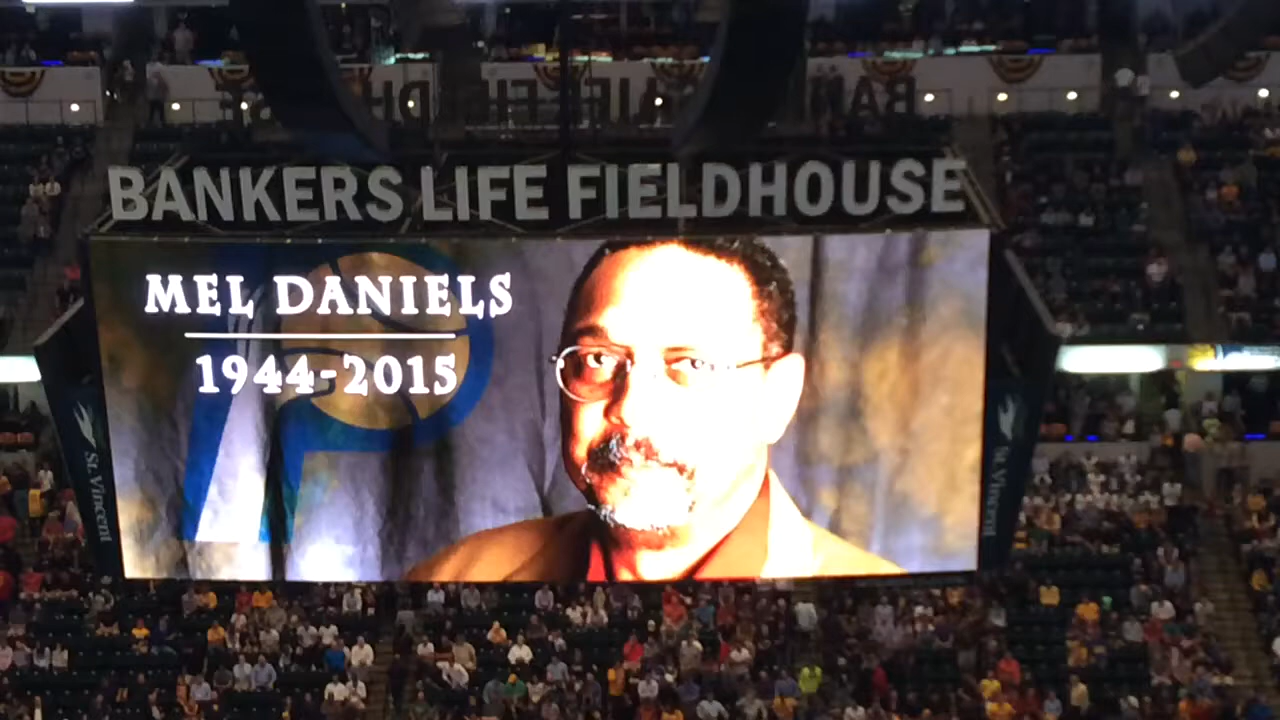 BANKERS LIFE FIELDHOUSE
MEL DANIELS
1944-2015
St. Vincent
St. Vincent